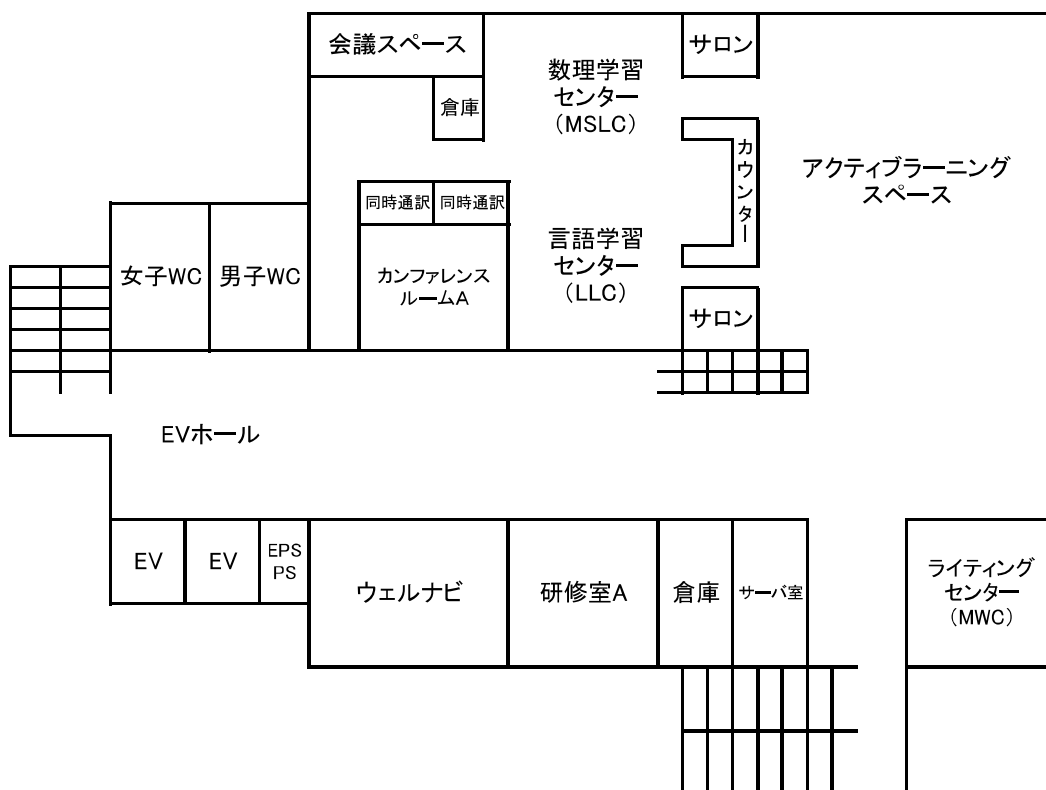 会議スペース
サロン
倉庫
数理学習
センター
（MSLC）
カウンター
アクティブラーニング
スペース
同時通訳
同時通訳
女子WC
男子WC
カンファレンス
ルームA
言語学習
センター
（LLC）
サロン
EVホール
EV
EV
EPS
PS
ウェルナビ
研修室A
倉庫
サーバ室
ライティング
センター
（MWC）